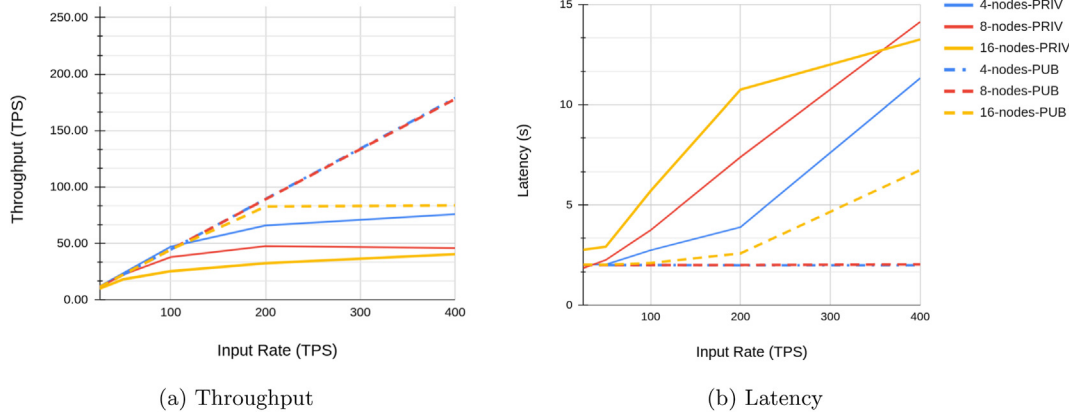 250.00
200.00
150.00
100.00
50.00
0.00
Throughput (TPS)
100 200 300 400
Input Rate (TPS)
(a) Throughput
15
10
5
0
Latency (s)
100 200 300 400
Input Rate (TPS)
(b) Latency
4-nodes-PRIV
8-nodes-PRIV
16-nodes-PRIV
4-nodes-PUB
8-nodes-PUB
16-nodes-PUB